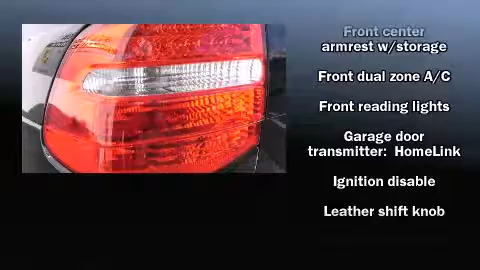 Front center
armrest w/storage
Front dual zone A/C
Front reading lights
Garage door
transmitter:  HomeLink
Ignition disable
Leather shift knob